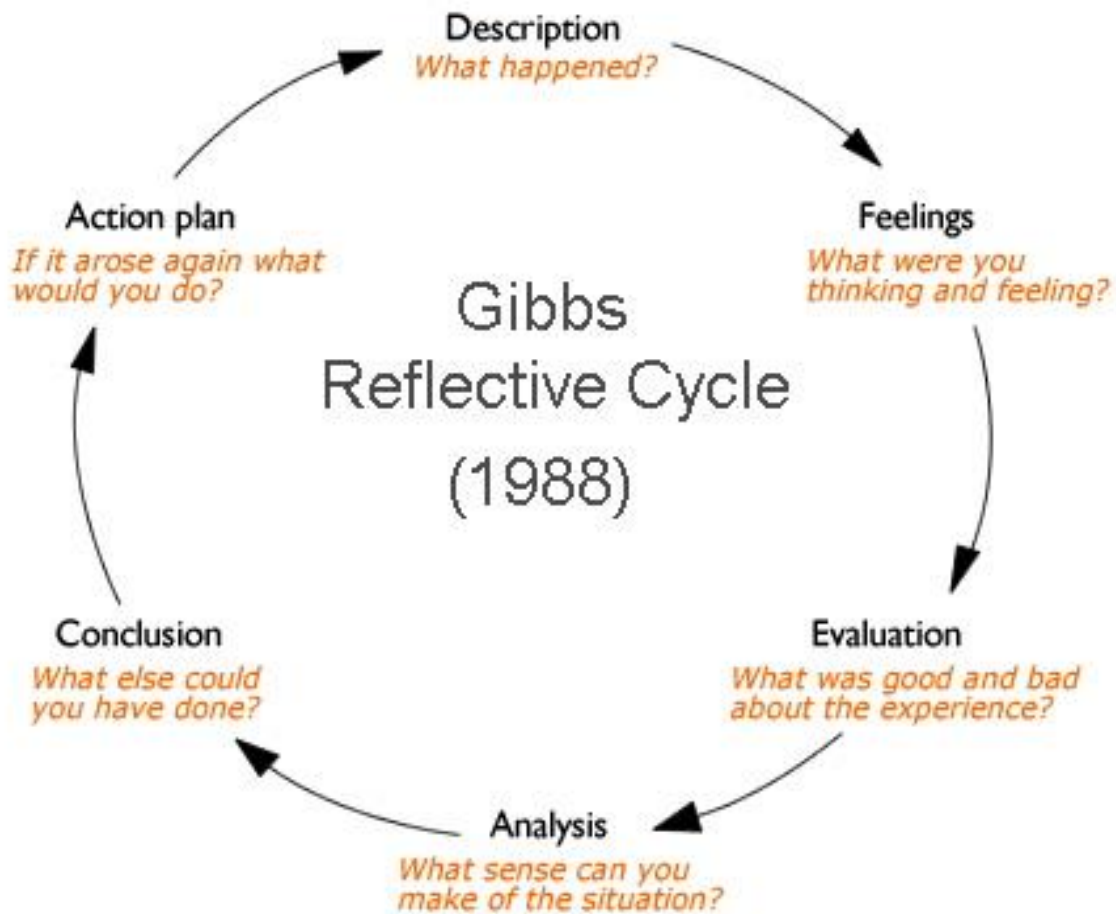 Description
What happened?
Feelings
What were you
thinking and feeling?
Evaluation
What was good and bad
about the experience?
Analysis
What sense can you
make of the situation?
Conclusion
What else could
you have done?
Action plan
If it arose again what
would you do?
Gibbs
Reflective Cycle
(1988)